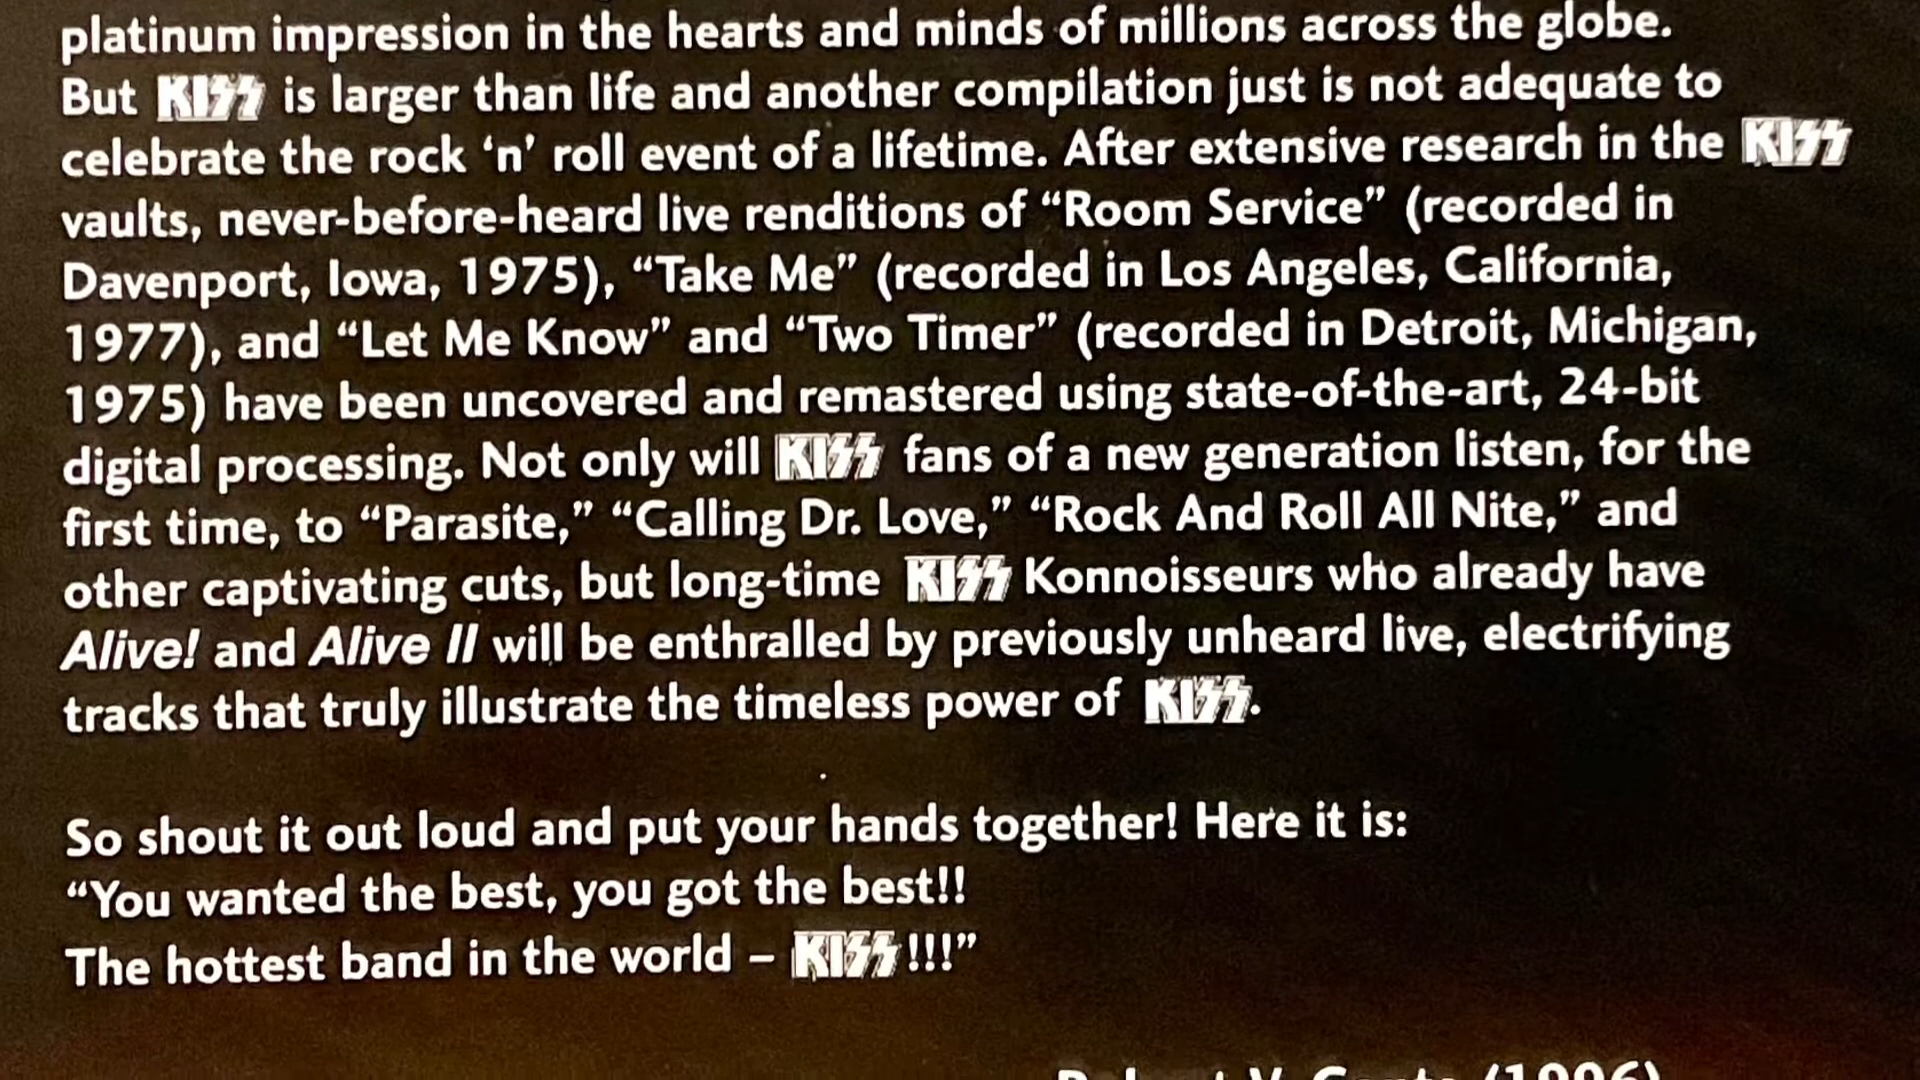 platinum impression in the hearts and minds of millions across the globe.
But KISS is larger than life and another compilation just is not adequate to
celebrate the rock ‘n’ roll event of a lifetime. After extensive research in the KISS
vaults, never-before-heard live renditions of “Room Service” (recorded in
Davenport, Iowa, 1975), “Take Me” (recorded in Los Angeles, California,
1977), and “Let Me Know” and “Two Timer” (recorded in Detroit, Michigan,
1975) have been uncovered and remastered using state-of-the-art, 24-bit
digital processing. Not only will KISS fans of a new generation listen, for the
first time, to “Parasite,” “Calling Dr. Love,” “Rock And Roll All Nite,” and
other captivating cuts, but long-time KISS Konnoisseurs who already have
Alive! and Alive II will be enthralled by previously unheard live, electrifying
tracks that truly illustrate the timeless power of KISS.
So shout it out loud and put your hands together! Here it is:
“You wanted the best, you got the best!!
The hottest band in the world – KISS!!!”
Robert V. (1996)